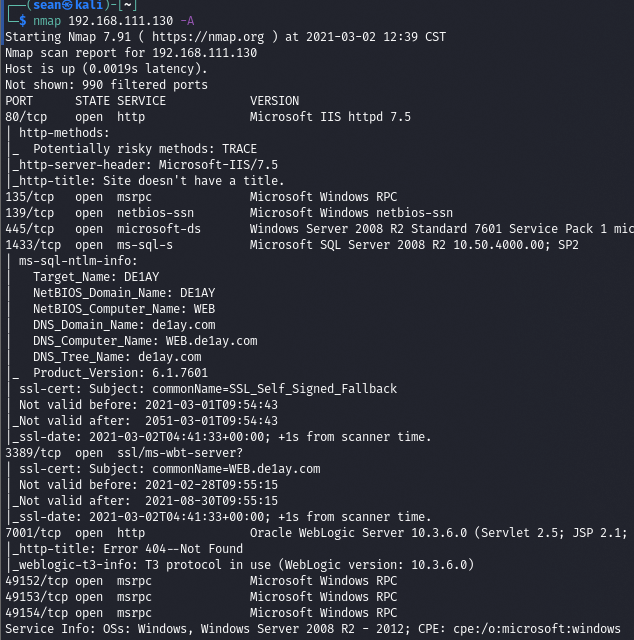 ┌──(sean㉿kali)-[~]
└─$ nmap 192.168.111.130 -A
Starting Nmap 7.91 ( https://nmap.org ) at 2021-03-02 12:39 CST
Nmap scan report for 192.168.111.130
Host is up (0.0019s latency).
Not shown: 990 filtered ports
PORT      STATE SERVICE            VERSION
80/tcp    open  http               Microsoft IIS httpd 7.5
| http-methods:
|_  Potentially risky methods: TRACE
|_http-server-header: Microsoft-IIS/7.5
|_http-title: Site doesn't have a title.
135/tcp   open  msrpc              Microsoft Windows RPC
139/tcp   open  netbios-ssn        Microsoft Windows netbios-ssn
445/tcp   open  microsoft-ds       Windows Server 2008 R2 Standard 7601 Service Pack 1 mic
1433/tcp  open  ms-sql-s           Microsoft SQL Server 2008 R2 10.50.4000.00; SP2
| ms-sql-ntlm-info:
|   Target_Name: DE1AY
|   NetBIOS_Domain_Name: DE1AY
|   NetBIOS_Computer_Name: WEB
|   DNS_Domain_Name: de1ay.com
|   DNS_Computer_Name: WEB.de1ay.com
|   DNS_Tree_Name: de1ay.com
|_  Product_Version: 6.1.7601
| ssl-cert: Subject: commonName=SSL_Self_Signed_Fallback
| Not valid before: 2021-03-01T09:54:43
|_Not valid after:  2051-03-01T09:54:43
|_ssl-date: 2021-03-02T04:41:33+00:00; +1s from scanner time.
3389/tcp  open  ssl/ms-wbt-server?
| ssl-cert: Subject: commonName=WEB.de1ay.com
| Not valid before: 2021-02-28T09:55:15
|_Not valid after:  2021-08-30T09:55:15
|_ssl-date: 2021-03-02T04:41:33+00:00; +1s from scanner time.
7001/tcp  open  http               Oracle WebLogic Server 10.3.6.0 (Servlet 2.5; JSP 2.1;
|_http-title: Error 404--Not Found
|_weblogic-t3-info: T3 protocol in use (WebLogic version: 10.3.6.0)
49152/tcp open  msrpc              Microsoft Windows RPC
49153/tcp open  msrpc              Microsoft Windows RPC
49154/tcp open  msrpc              Microsoft Windows RPC
Service Info: OSs: Windows, Windows Server 2008 R2 - 2012; CPE: cpe:/o:microsoft:windows